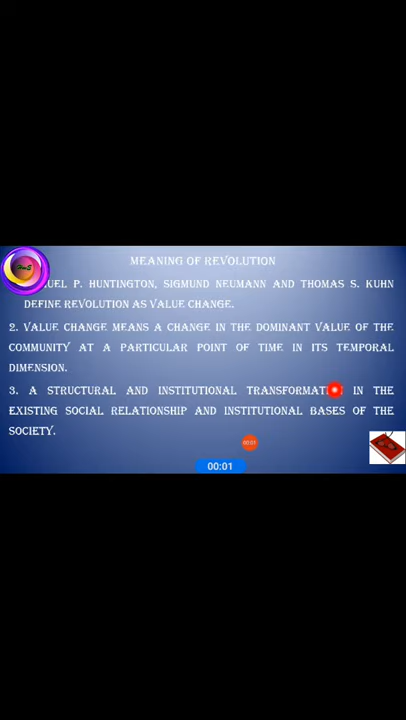 MEANING OF REVOLUTION
UEL P. HUNTINGTON, SIGMUND NEUMANN AND THOMAS S. KUHN
DEFINE REVOLUTION AS VALUE CHANGE.
2. VALUE CHANGE MEANS A CHANGE IN THE DOMINANT VALUE OF THE
COMMUNITY AT A PARTICULAR POINT OF TIME IN ITS TEMPORAL
DIMENSION.
3. A STRUCTURAL AND INSTITUTIONAL TRANSFORMAT IN THE
EXISTING SOCIAL RELATIONSHIP AND INSTITUTIONAL BASES OF THE
SOCIETY.
00:01